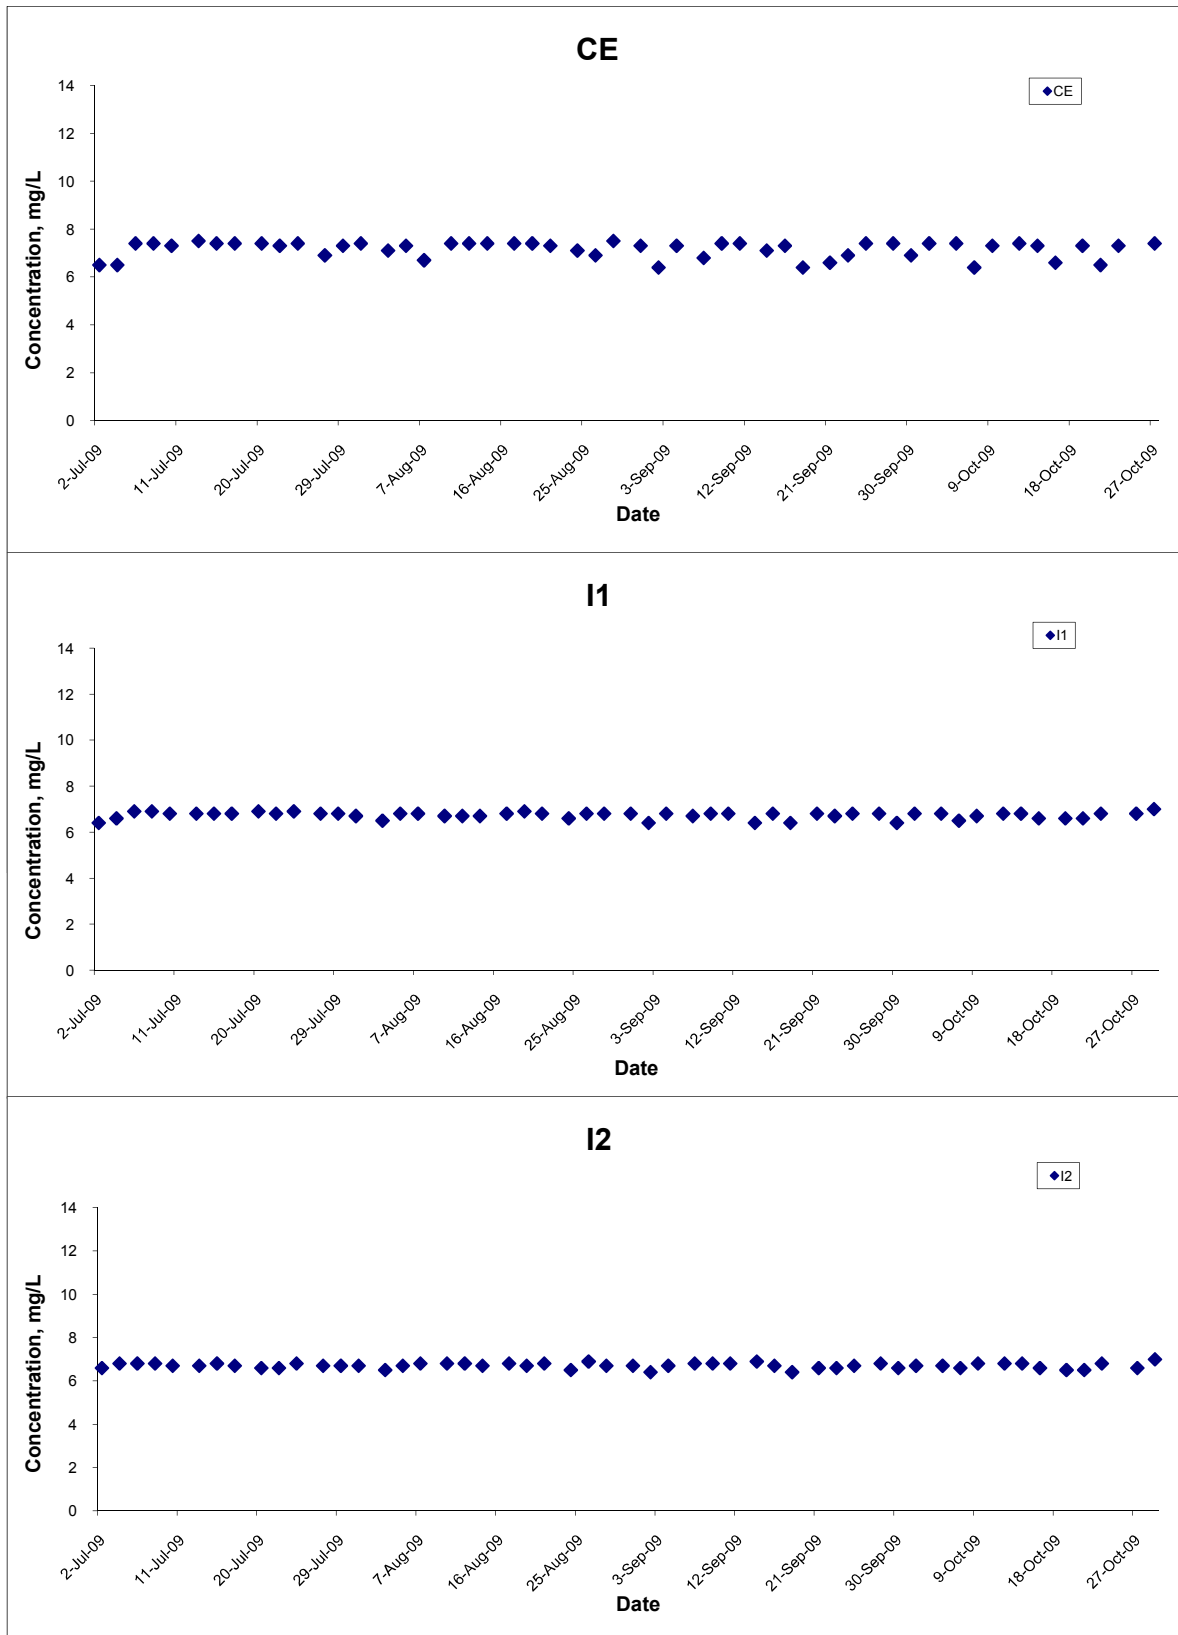 CE
CE
14
12
10
8
6
4
2
0
Concentration, mg/L
2-Jul-09
11-Jul-09
20-Jul-09
29-Jul-09
7-Aug-09
16-Aug-09
25-Aug-09
3-Sep-09
12-Sep-09
21-Sep-09
30-Sep-09
9-Oct-09
18-Oct-09
27-Oct-09
Date
I1
I1
14
12
10
8
6
4
2
0
Concentration, mg/L
2-Jul-09
11-Jul-09
20-Jul-09
29-Jul-09
7-Aug-09
16-Aug-09
25-Aug-09
3-Sep-09
12-Sep-09
21-Sep-09
30-Sep-09
9-Oct-09
18-Oct-09
27-Oct-09
Date
I2
I2
14
12
10
8
6
4
2
0
Concentration, mg/L
2-Jul-09
11-Jul-09
20-Jul-09
29-Jul-09
7-Aug-09
16-Aug-09
25-Aug-09
3-Sep-09
12-Sep-09
21-Sep-09
30-Sep-09
9-Oct-09
18-Oct-09
27-Oct-09
Date